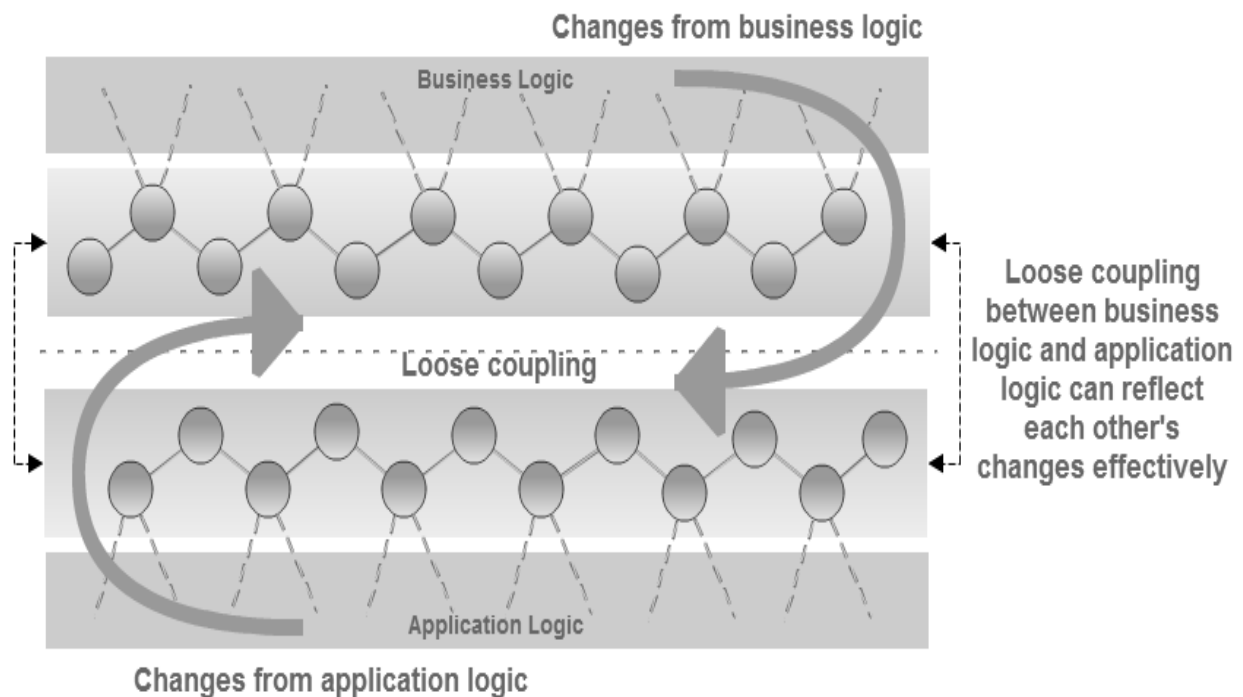 Changes from business logic
Business Logic
Loose coupling
Loose coupling
between business
logic and application
logic can reflect
each other's
changes effectively
Application Logic
Changes from application logic